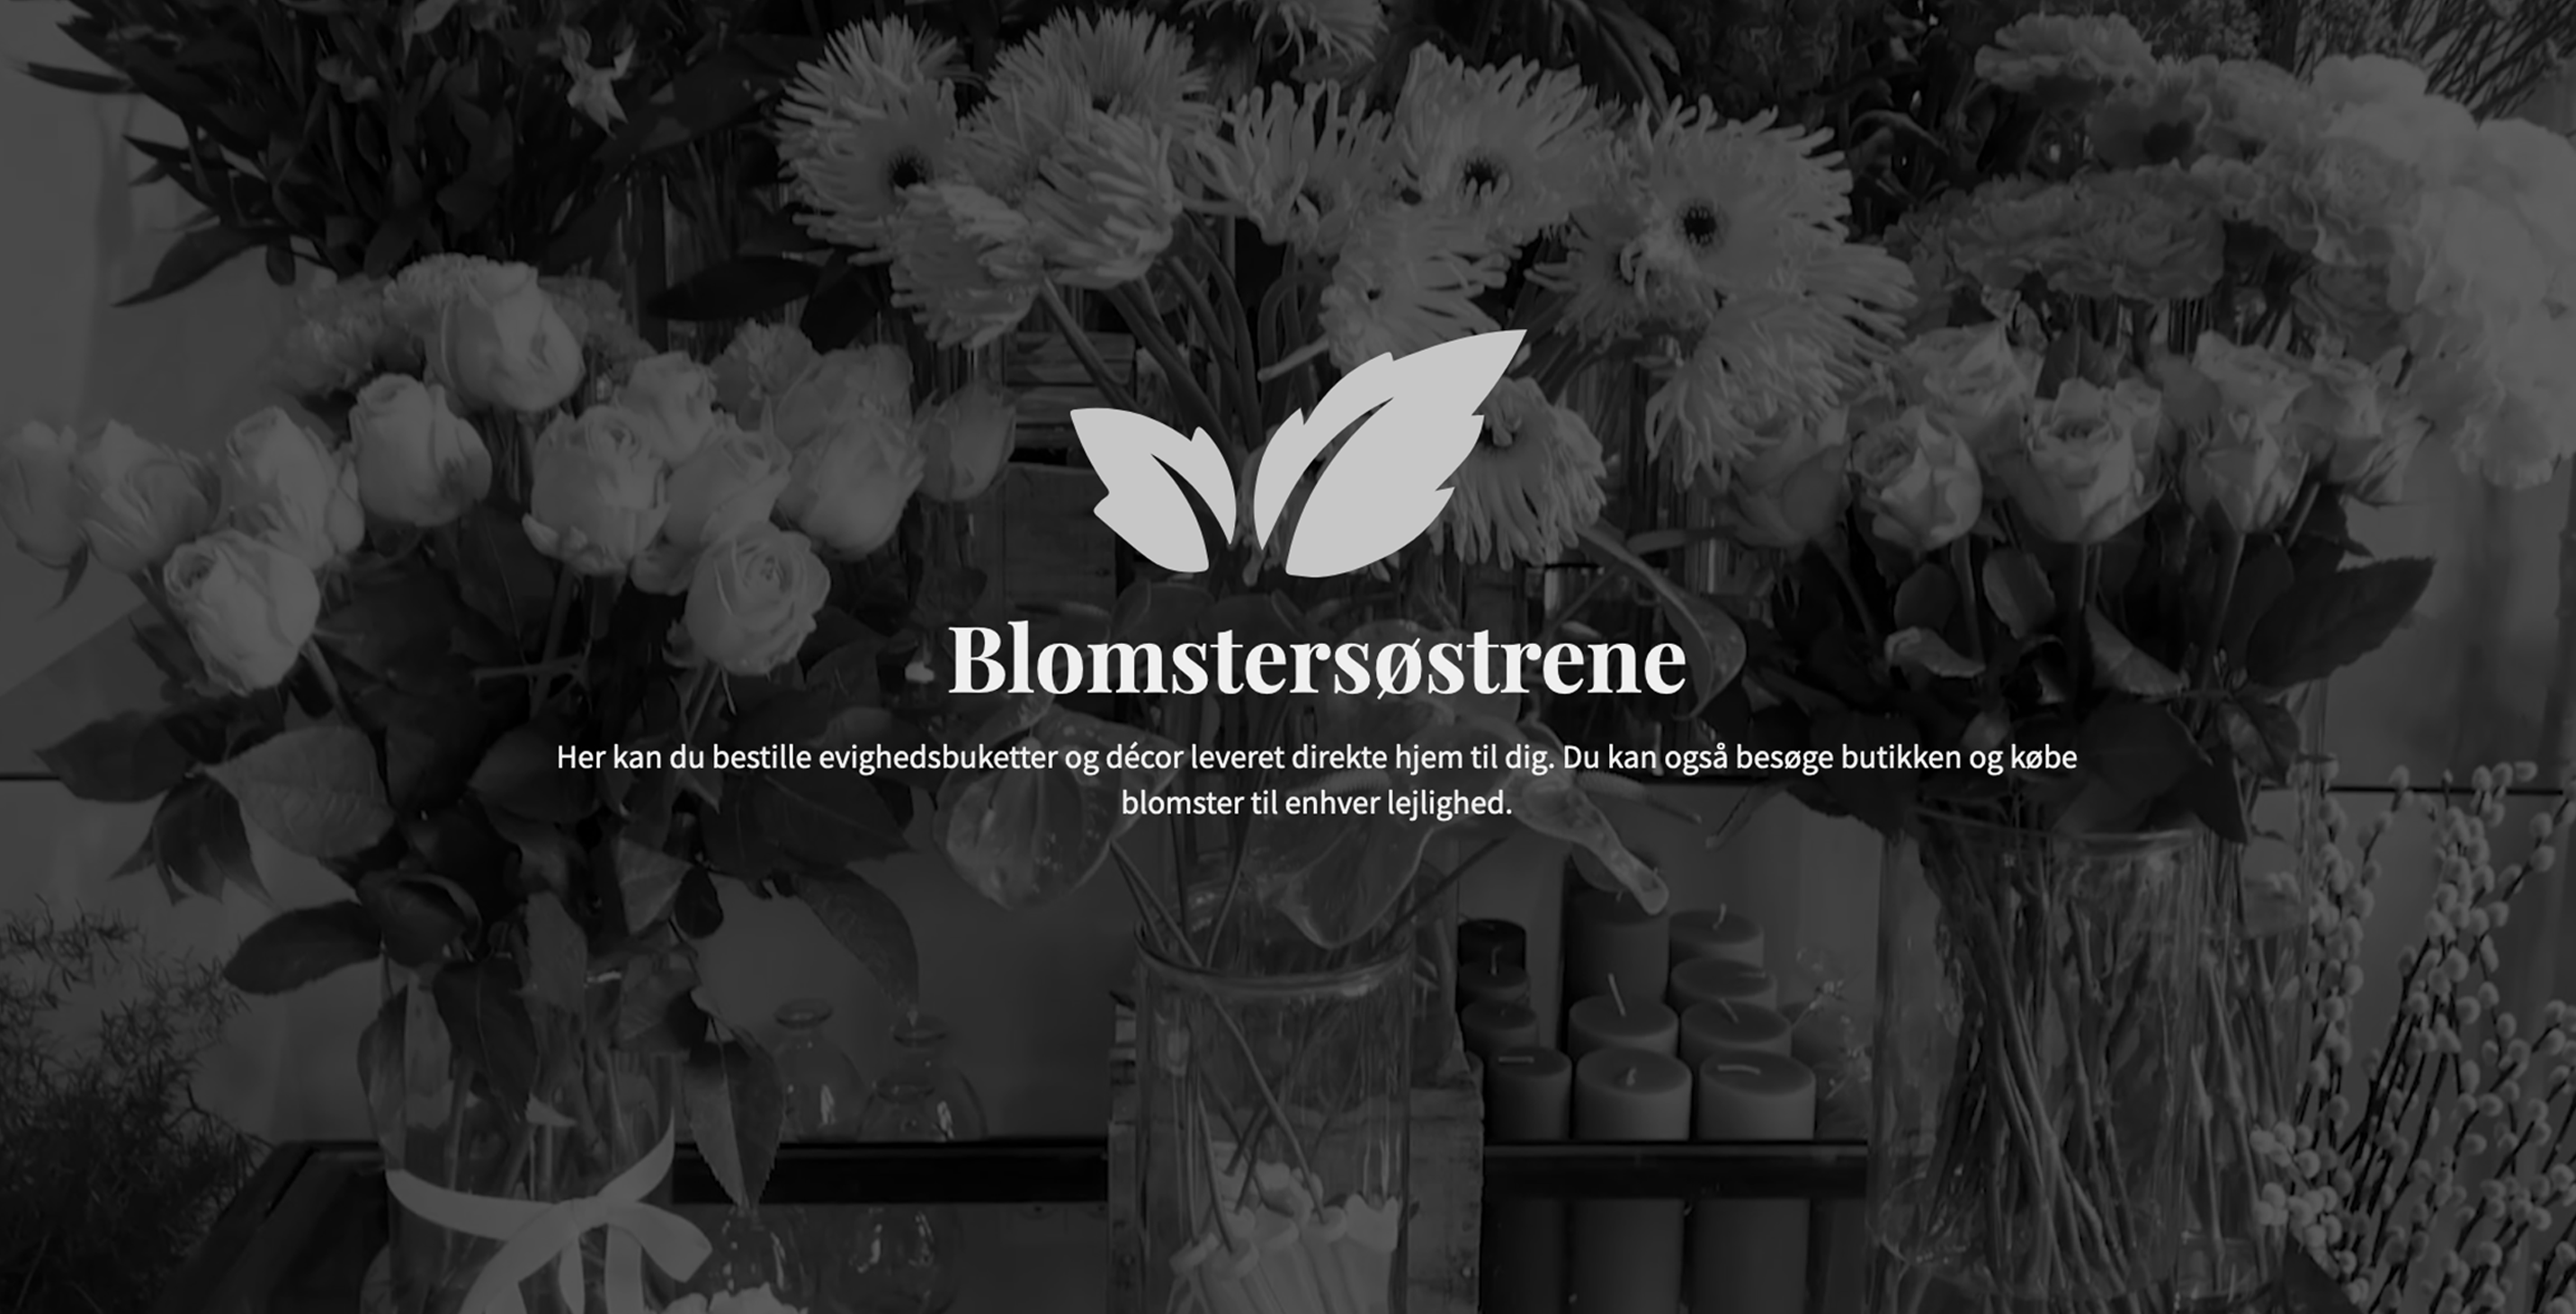 Blomstersøstrene
Her kan du bestille evighedsbuketter og décor leveret direkte hjem til dig. Du kan også besøge butikken og købe
blomster til enhver lejlighed.